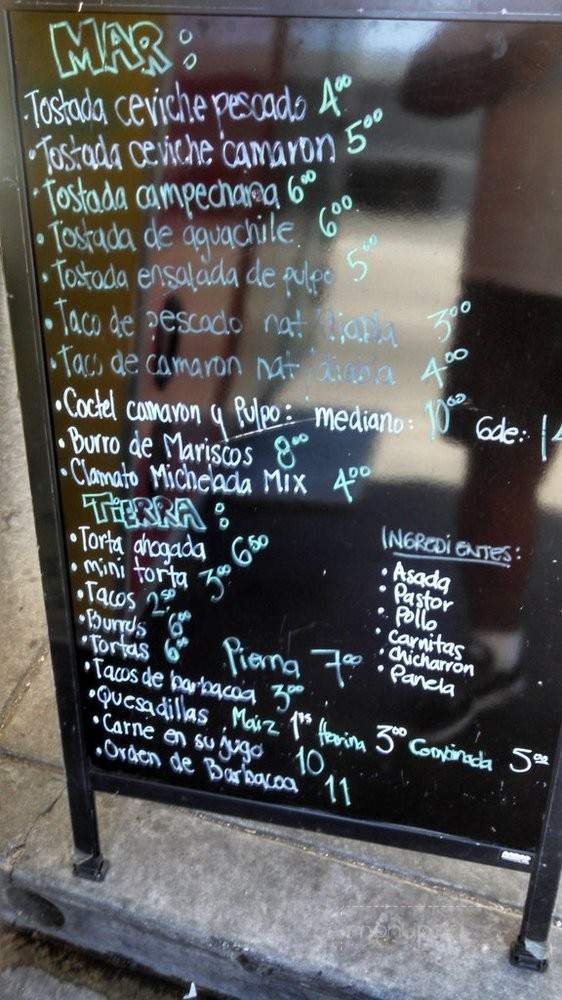 MAR:
•Tostada ceviche pescado 4⁰⁰
•Tostada ceviche camaron 5⁰⁰
•Tostada campechana 6⁰⁰
•Tostada de aguachile 6⁰⁰
•Tostada ensalada de pulpo 5⁰⁰
•Taco de pescado nat diabla 3⁰⁰
•Taco de camaron nat diabla 4⁰⁰
•Coctel camaron y Pulpo: mediano: 10⁰⁰ Gde: 14
•Burro de Mariscos 8⁰⁰
•Clamato Michelada Mix 4⁰⁰
TIERRA:
•Torta ahogada 6⁵⁰
•mini torta 3⁰⁰
•Tacos
•Burros 6⁰⁰
•Tortas 6⁰⁰ Pierna 7⁰⁰
•Tacos de barbacoa 3⁰⁰
•Quesadillas Maiz 1⁷⁵ Harina 3⁰⁰ Combinada 5⁰⁰
•Carne en su jugo 10
•Orden de Barbacoa 11
INGREDIENTES:
•Asada
•Pastor
•Pollo
•Carnitas
•chicharron
•Panela